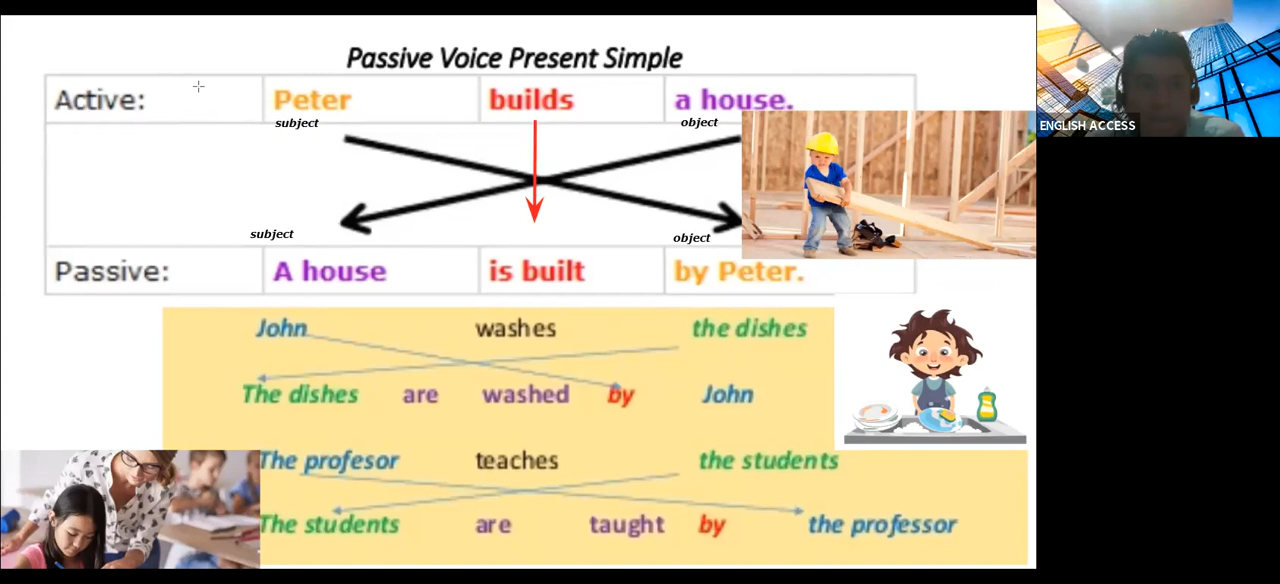 Passive Voice Present Simple
Active: Peter builds a house.
subject object
subject object
Passive: A house is built by Peter.
John washes the dishes
The dishes are washed by John
The profesor teaches the students
The students are taught by the professor
ENGLISH ACCESS